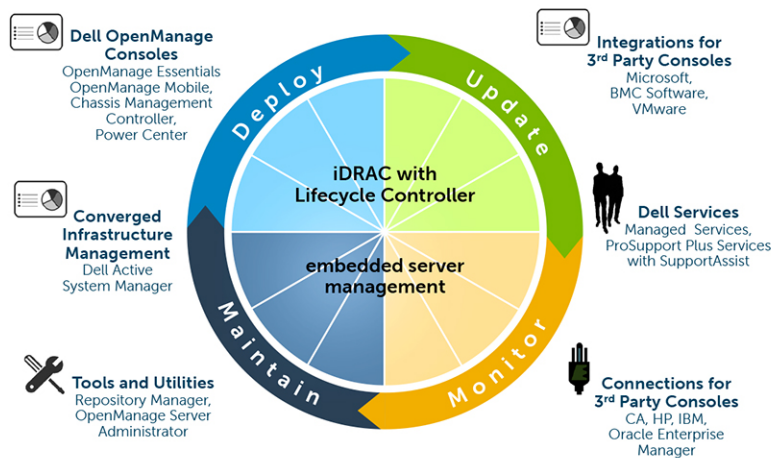 Dell OpenManage
Consoles
OpenManage Essentials
OpenManage Mobile,
Chassis Management
Controller,
Power Center
Converged
Infrastructure
Management
Dell Active
System Manager
Tools and Utilities
Repository Manager,
OpenManage Server
Administrator
Deploy
Update
Monitor
Maintain
iDRAC with
Lifecycle Controller
embedded server
management
Integrations for
3rd Party Consoles
Microsoft,
BMC Software,
VMware
Dell Services
Managed Services,
ProSupport Plus Services
with SupportAssist
Connections for
3rd Party Consoles
CA, HP, IBM,
Oracle Enterprise
Manager